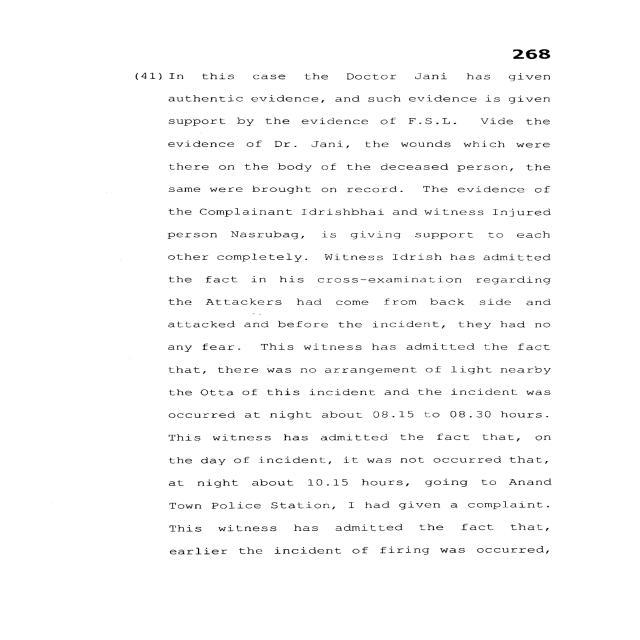 268
(41) In this case the Doctor Jani has given
authentic evidence, and such evidence is given
support by the evidence of F.S.L. Vide the
evidence of Dr. Jani, the wounds which were
there on the body of the deceased person, the
same were brought on record. The evidence of
the Complainant Idrishbhai and witness Injured
person Nasrubag, is giving support to each
other completely. Witness Idrish has admitted
the fact in his cross-examination regarding
the Attackers had come from back side and
attacked and before the incident, they had no
any fear. This witness has admitted the fact
that, there was no arrangement of light nearby
the Otta of this incident and the incident was
occurred at night about 08.15 to 08.30 hours.
This witness has admitted the fact that, on
the day of incident, it was not occurred that,
at night about 10.15 hours, going to Anand
Town Police Station, I had given a complaint.
This witness has admitted the fact that,
earlier the incident of firing was occurred,